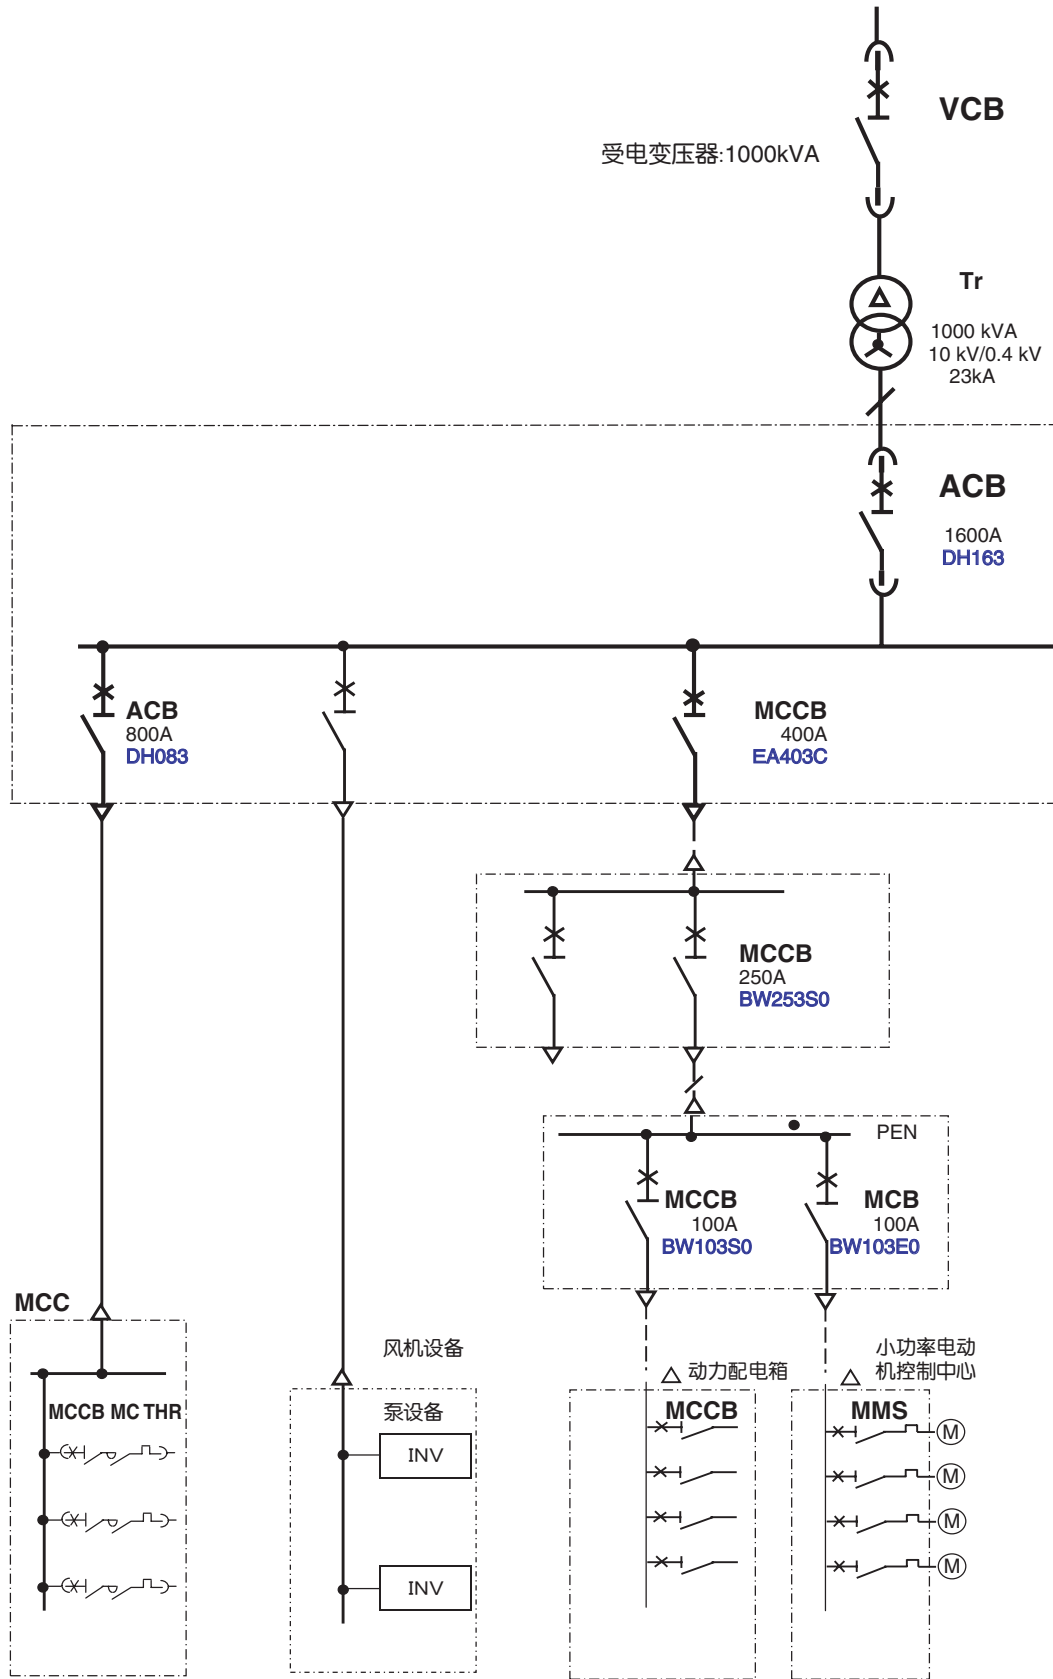 VCB
受电变压器:1000kVA
Tr
1000 kVA
10 kV/0.4 kV
23kA
ACB
1600A
DH163
ACB
800A
DH083
MCCB
400A
EA403C
MCCB
250A
BW253S0
PEN
MCCB
100A
BW103S0
MCB
100A
BW103E0
MCC
MCCB MC THR
风机设备
泵设备
INV
INV
动力配电箱
MCCB
小功率电动
机控制中心
MMS
M
M
M
M